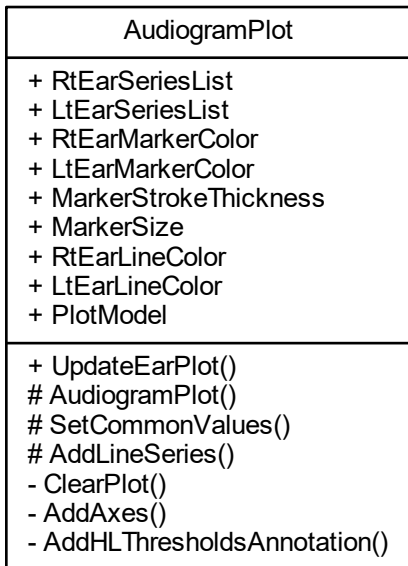 AudiogramPlot
+ RtEarSeriesList
+ LtEarSeriesList
+ RtEarMarkerColor
+ LtEarMarkerColor
+ MarkerStrokeThickness
+ MarkerSize
+ RtEarLineColor
+ LtEarLineColor
+ PlotModel
+ UpdateEarPlot()
# AudiogramPlot()
# SetCommonValues()
# AddLineSeries()
- ClearPlot()
- AddAxes()
- AddHLThresholdsAnnotation()